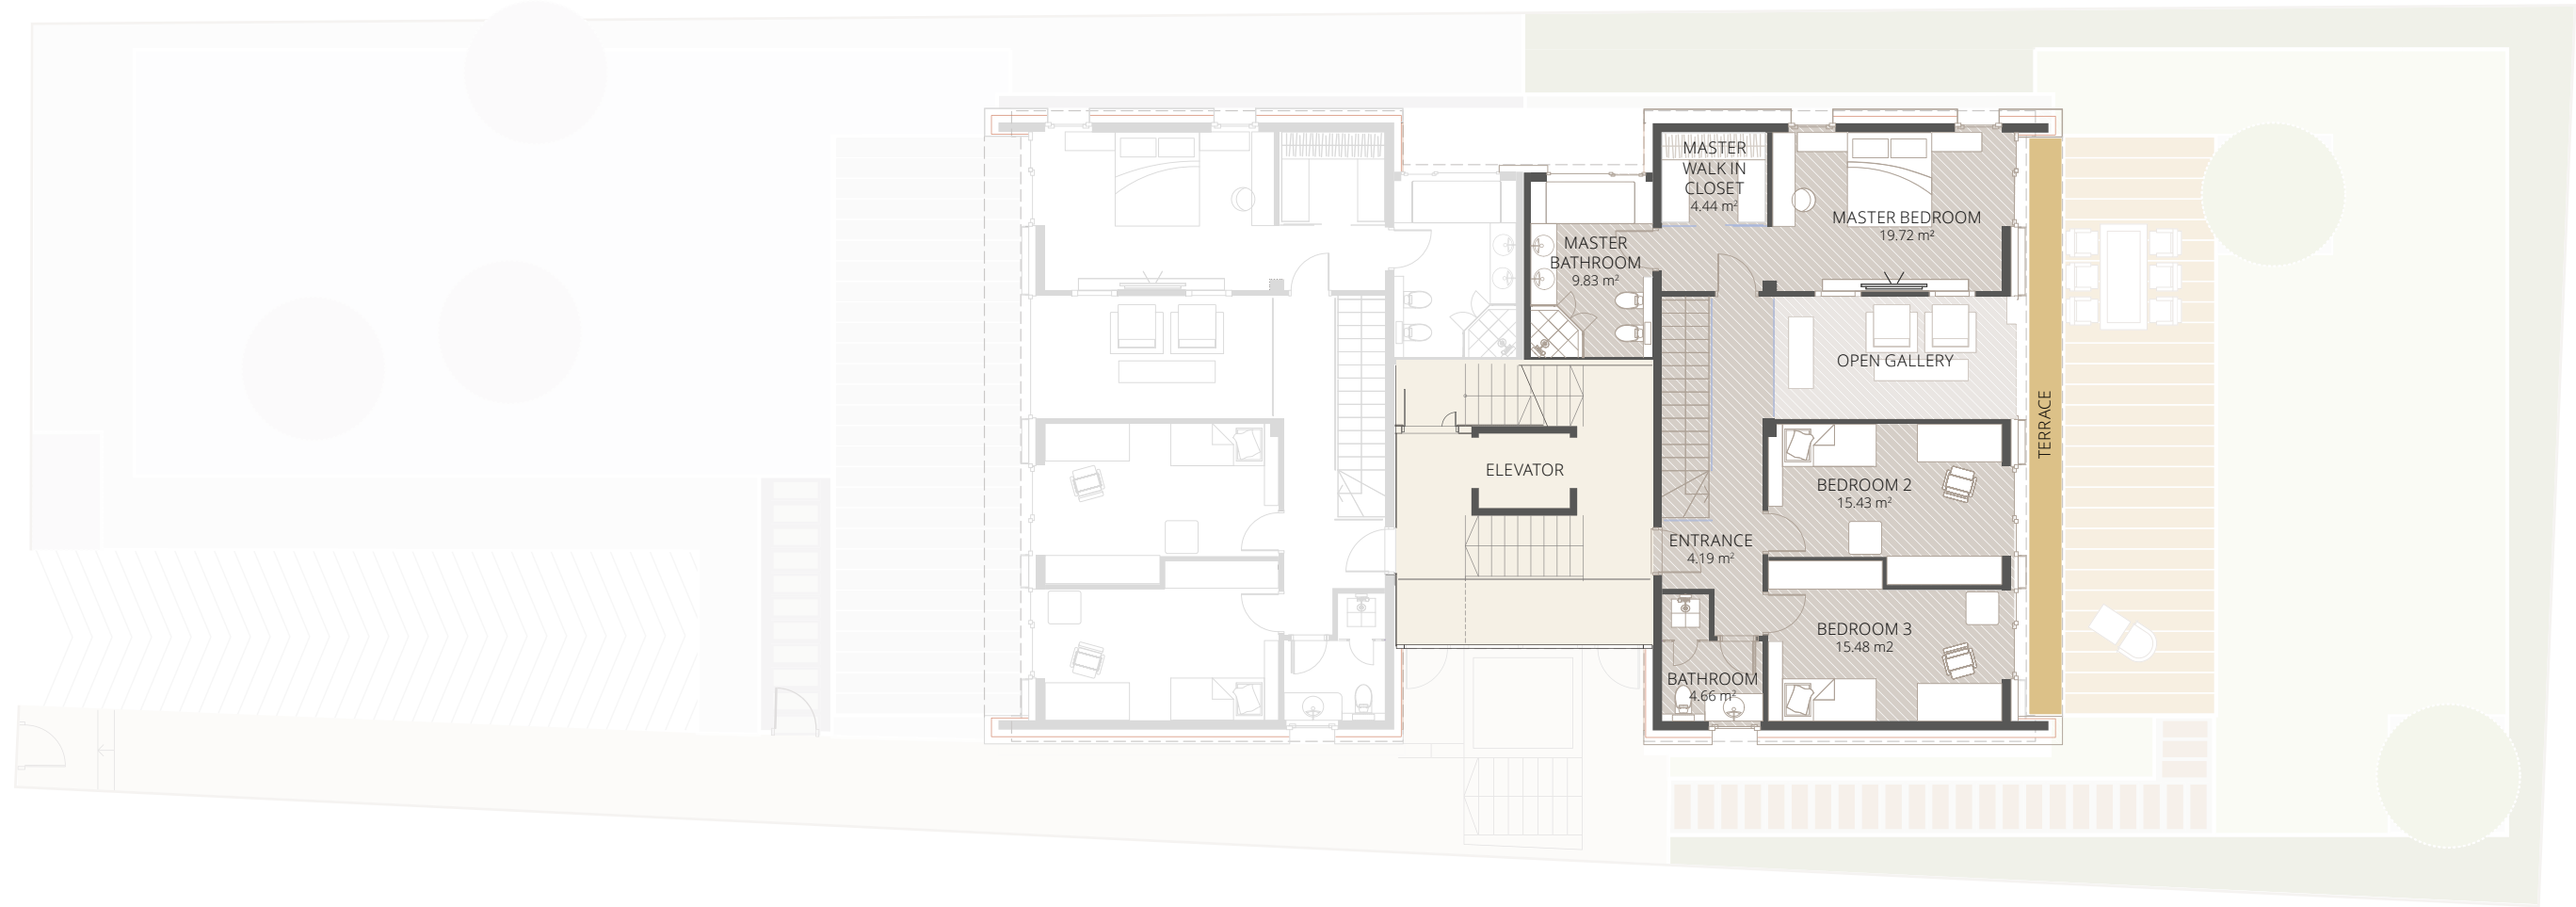 MASTER
WALK IN
CLOSET
4.44 m²
MASTER BEDROOM
19.72 m²
MASTER
BATHROOM
9.83 m²
OPEN GALLERY
TERRACE
ELEVATOR
BEDROOM 2
15.43 m²
ENTRANCE
4.19 m²
BEDROOM 3
15.48 m2
BATHROOM
4.66 m²